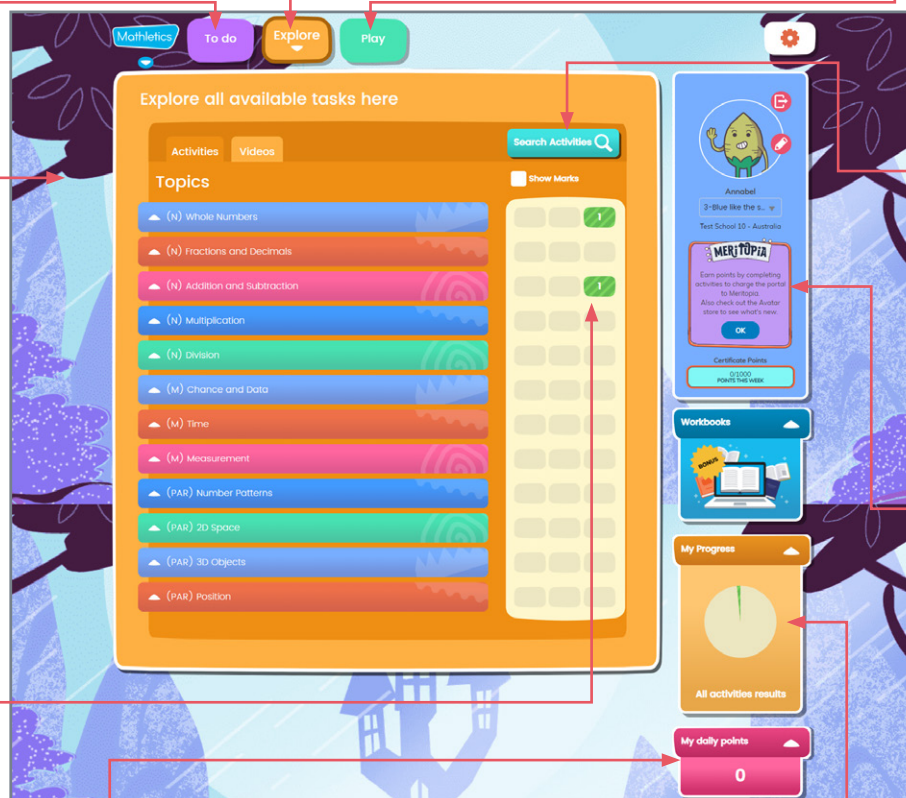 Mathletics
To do
Explore
Play
Explore all available tasks here
Activities
Videos
Search Activities
Topics
Show Marks
(N) Whole Numbers
1
(N) Fractions and Decimals
(N) Addition and Subtraction
1
(N) Multiplication
(N) Division
(M) Chance and Data
(M) Time
(M) Measurement
(PAR) Number Patterns
(PAR) 2D Space
(PAR) 3D Objects
(PAR) Position
Annabel
3-Blue like the s...
Test School 10 - Australia
MERiTOPiA
Earn points by completing
activities to charge the portal
to Meritopia.
Also check out the Avatar
store to see what's new.
OK
Certificate Points
0/1000
POINTS THIS WEEK
Workbooks
BONUS
My Progress
All activities results
My daily points
0